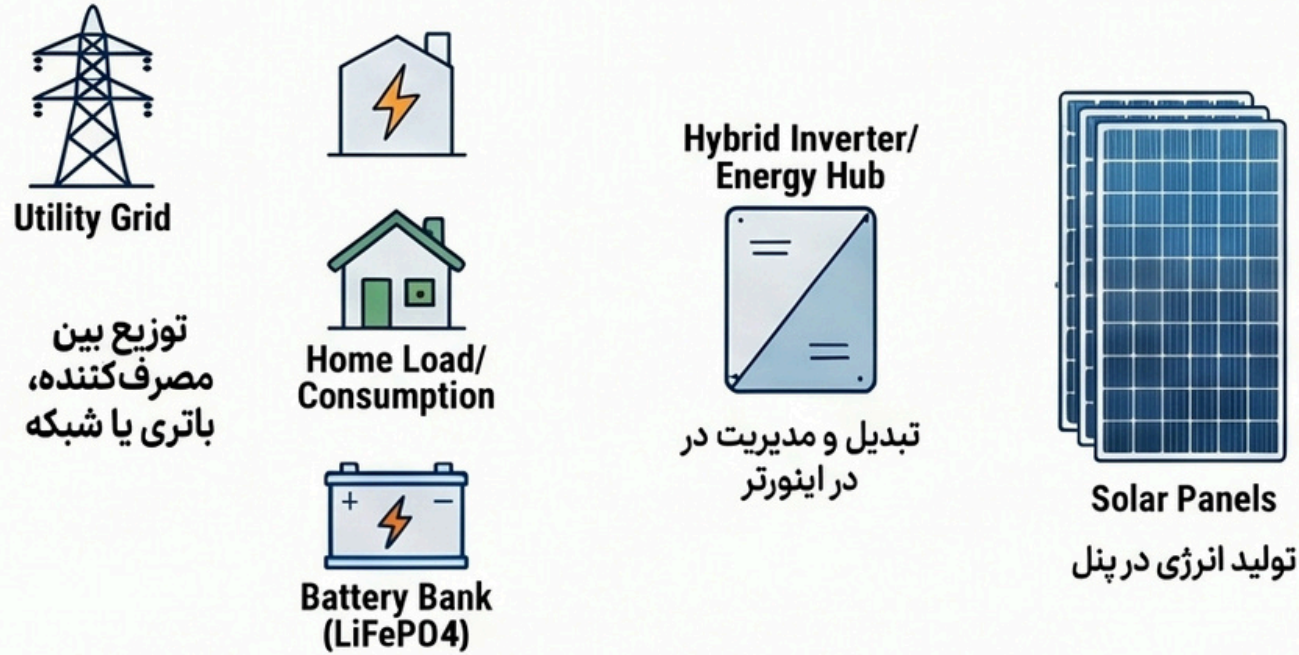 Utility Grid
توزیع بین
مصرف‌کتنده،
باتری یا شبکه
Home Load/
Consumption
+ −
Battery Bank
(LiFePO4)
Hybrid Inverter/
Energy Hub
تبدیل و مدیریت در
در اینورتر
Solar Panels
تولید انرژی در پنل